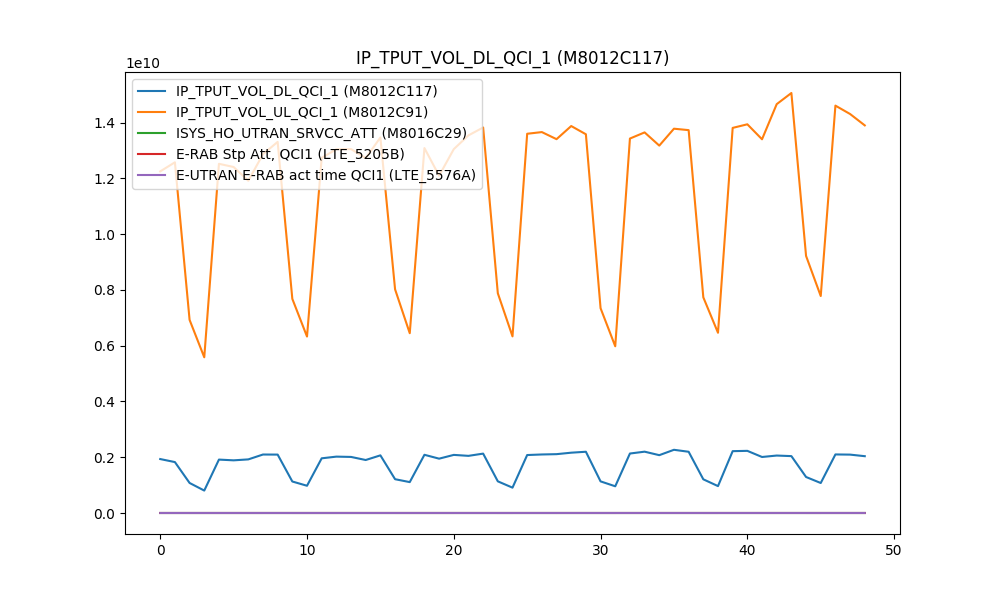 IP_TPUT_VOL_DL_QCI_1 (M8012C117)
1e10
IP_TPUT_VOL_DL_QCI_1 (M8012C117)
IP_TPUT_VOL_UL_QCI_1 (M8012C91)
ISYS_HO_UTRAN_SRVCC_ATT (M8016C29)
E-RAB Stp Att, QCI1 (LTE_5205B)
E-UTRAN E-RAB act time QCI1 (LTE_5576A)
1.4
1.2
1.0
0.8
0.6
0.4
0.2
0.0
0 10 20 30 40 50